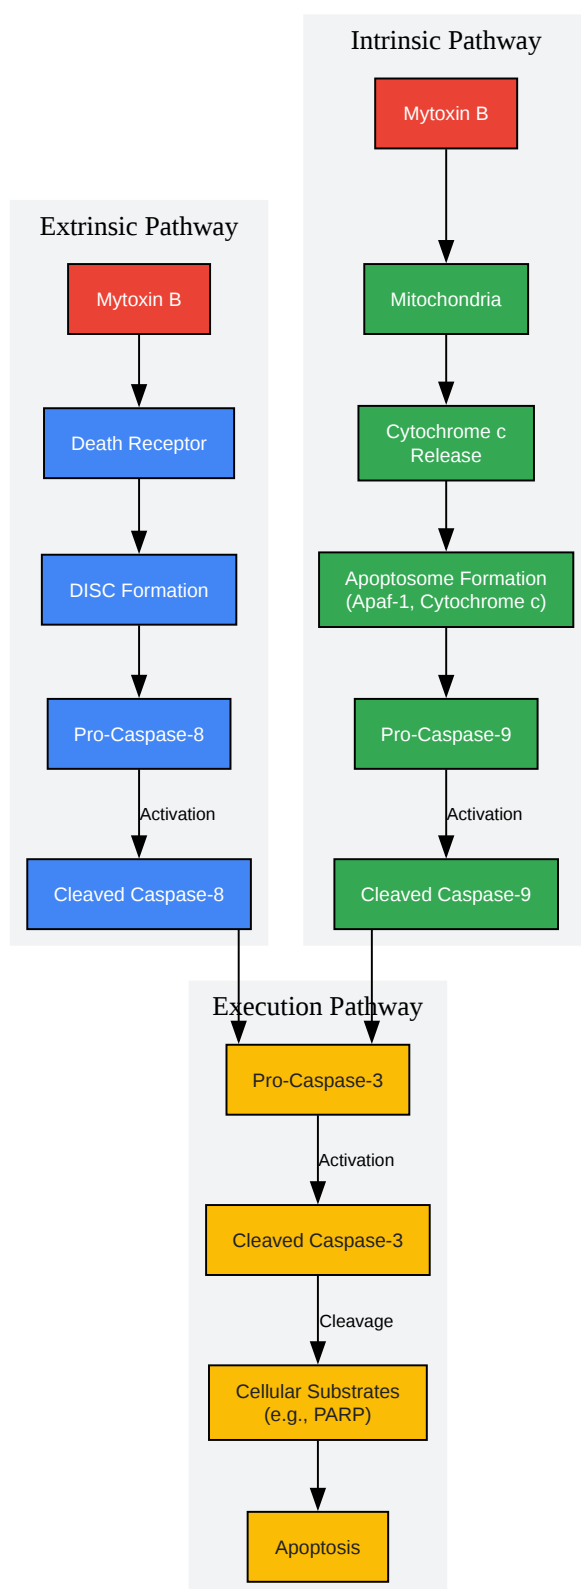 Extrinsic Pathway
Mytoxin B
Death Receptor
DISC Formation
Pro-Caspase-8
Activation
Cleaved Caspase-8
Intrinsic Pathway
Mytoxin B
Mitochondria
Cytochrome c
Release
Apoptosome Formation
(Apaf-1, Cytochrome c)
Pro-Caspase-9
Activation
Cleaved Caspase-9
Execution Pathway
Pro-Caspase-3
Activation
Cleaved Caspase-3
Cleavage
Cellular Substrates
(e.g., PARP)
Apoptosis